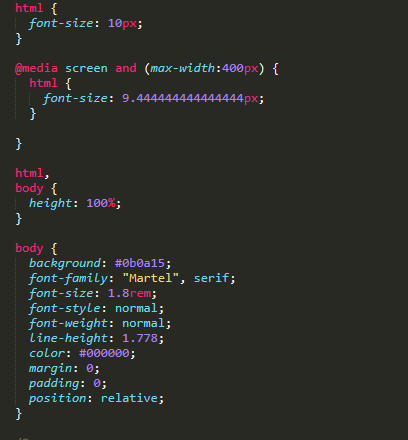 html {
  font-size: 10px;
}
@media screen and (max-width:400px) {
  html {
    font-size: 9.444444444444444px;
  }
}
html,
body {
  height: 100%;
}
body {
  background: #0b0a15;
  font-family: "Martel", serif;
  font-size: 1.8rem;
  font-style: normal;
  font-weight: normal;
  line-height: 1.778;
  color: #000000;
  margin: 0;
  padding: 0;
  position: relative;
}